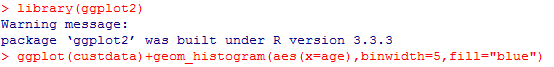 > library(ggplot2)
Warning message:
package ‘ggplot2’ was built under R version 3.3.3
> ggplot(custdata)+geom_histogram(aes(x=age),binwidth=5,fill="blue")